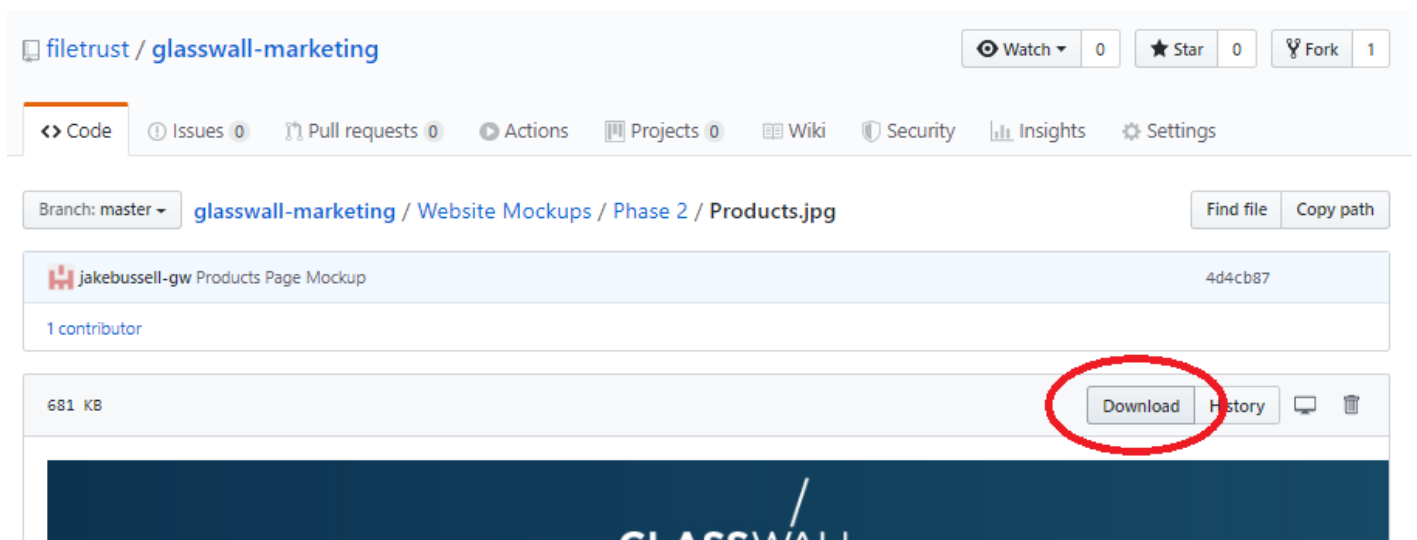 filetrust / glasswall-marketing
Watch 0 Star 0 Fork 1
Code Issues 0 Pull requests 0 Actions Projects 0 Wiki Security Insights Settings
Branch: master glasswall-marketing / Website Mockups / Phase 2 / Products.jpg Find file Copy path
jakebussell-gw Products Page Mockup 4d4cb87
1 contributor
681 KB Download History
GLASSWALL